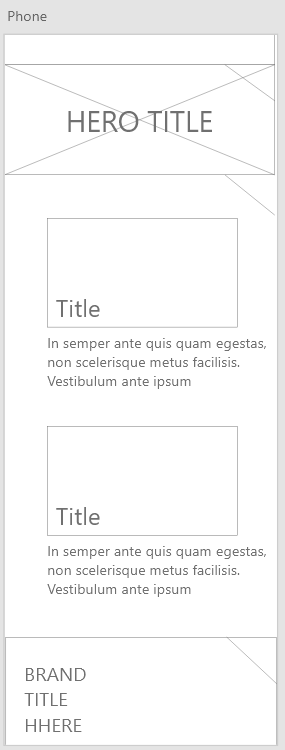 Phone
HERO TITLE
Title
In semper ante quis quam egestas,
non scelerisque metus facilisis.
Vestibulum ante ipsum
Title
In semper ante quis quam egestas,
non scelerisque metus facilisis.
Vestibulum ante ipsum
BRAND
TITLE
HHERE